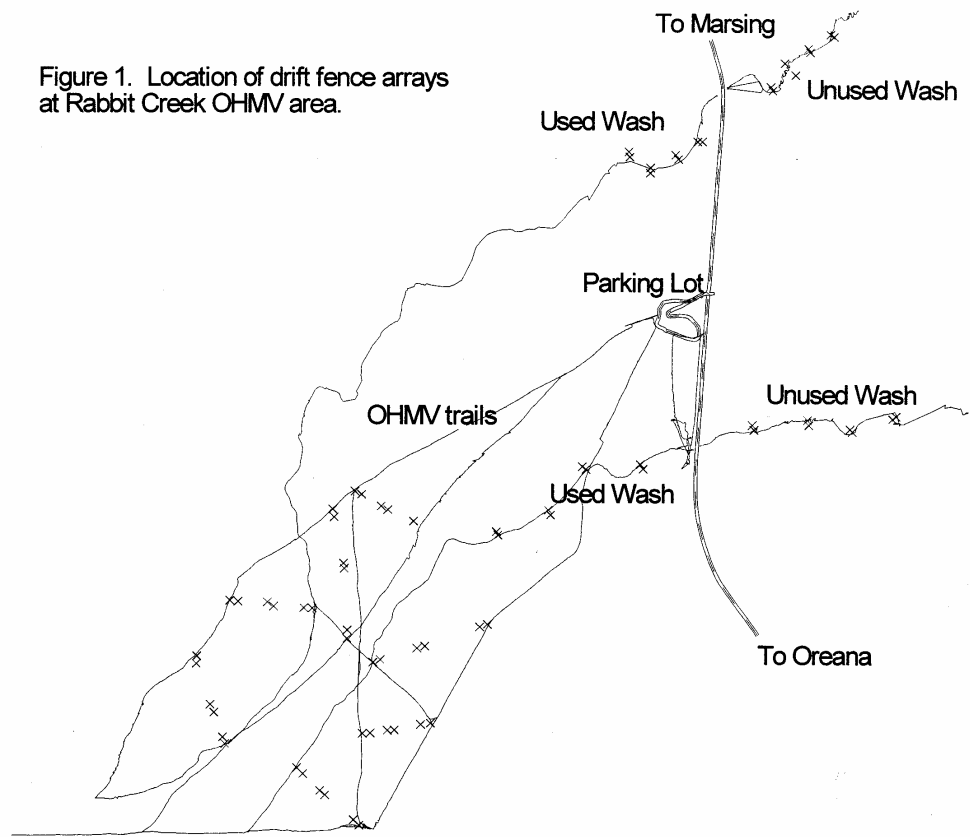 To Marsing
Figure 1. Location of drift fence arrays
at Rabbit Creek OHMV area.
Unused Wash
Used Wash
Parking Lot
Unused Wash
OHMV trails
Used Wash
To Oreana